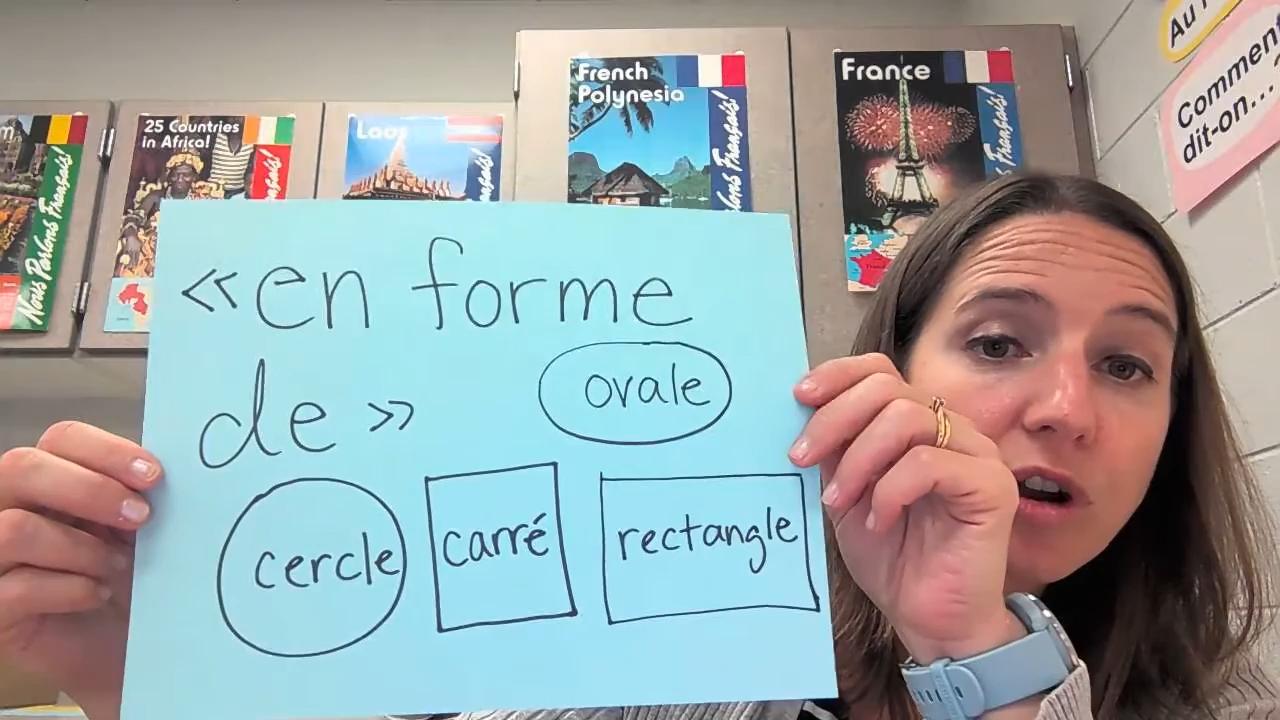 25 Countries
in Africa!
Laos
French
Polynesia
France
Nous Parlons Français!
Au
Comment
dit-on...
« en forme
de »
ovale
cercle
carré
rectangle